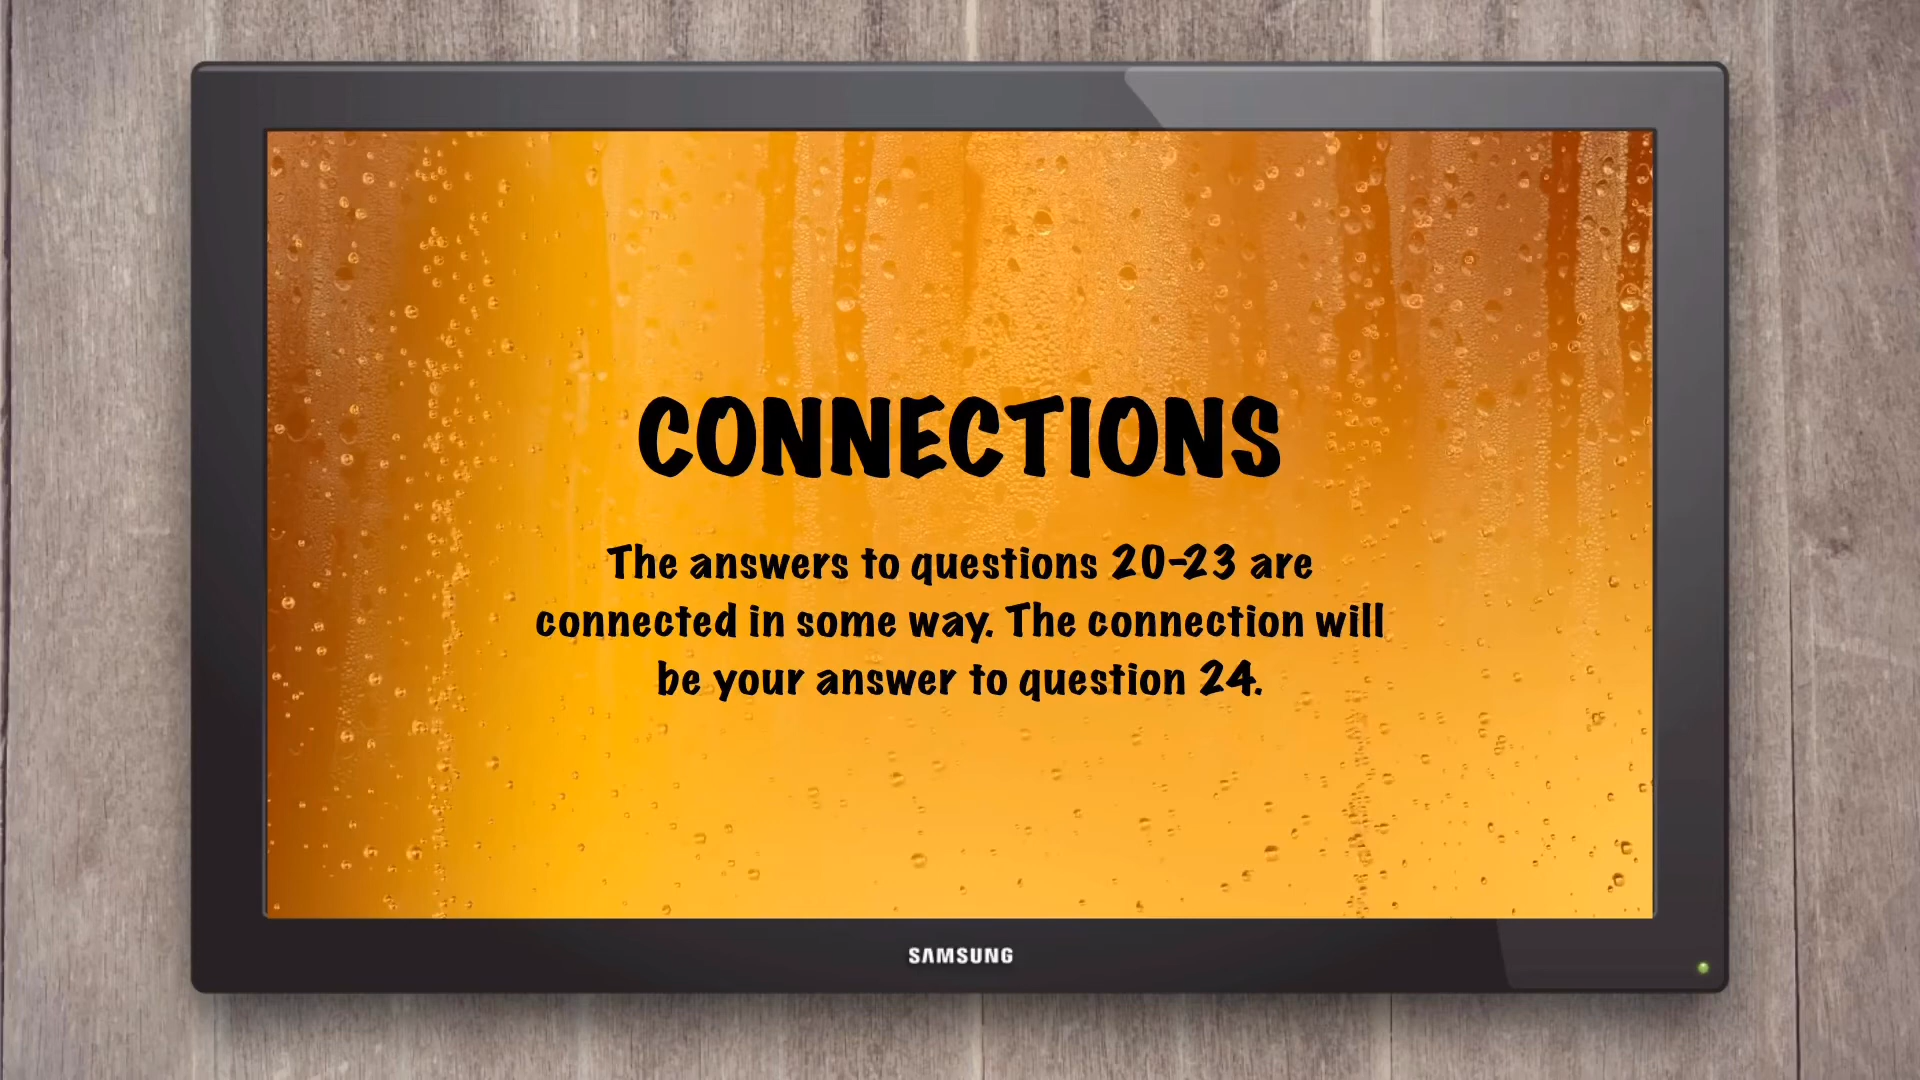 CONNECTIONS
The answers to questions 20-23 are
connected in some way. The connection will
be your answer to question 24.
SAMSUNG